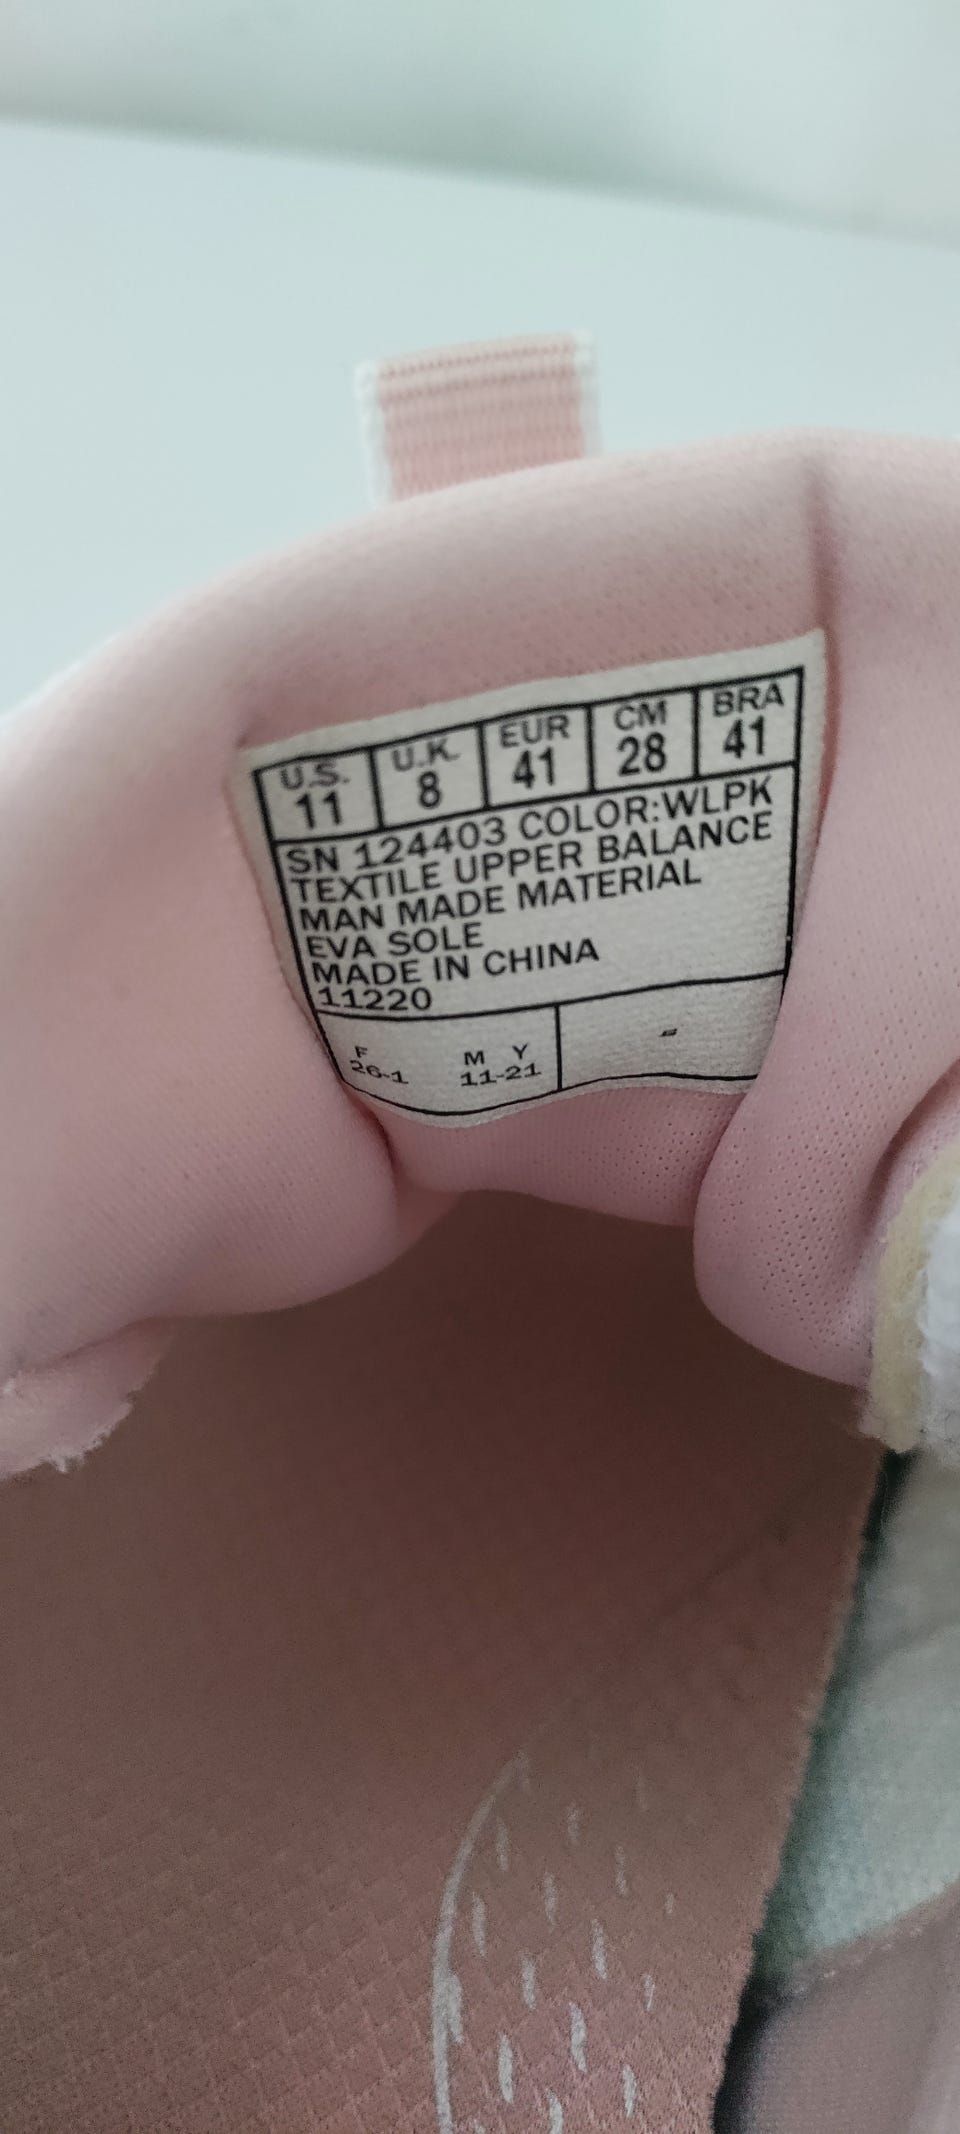 U.S. U.K. EUR CM BRA
11 8 41 28 41
SN 124403 COLOR:WLPK
TEXTILE UPPER BALANCE
MAN MADE MATERIAL
EVA SOLE
MADE IN CHINA
11220
F M Y
26-1 11-21
-